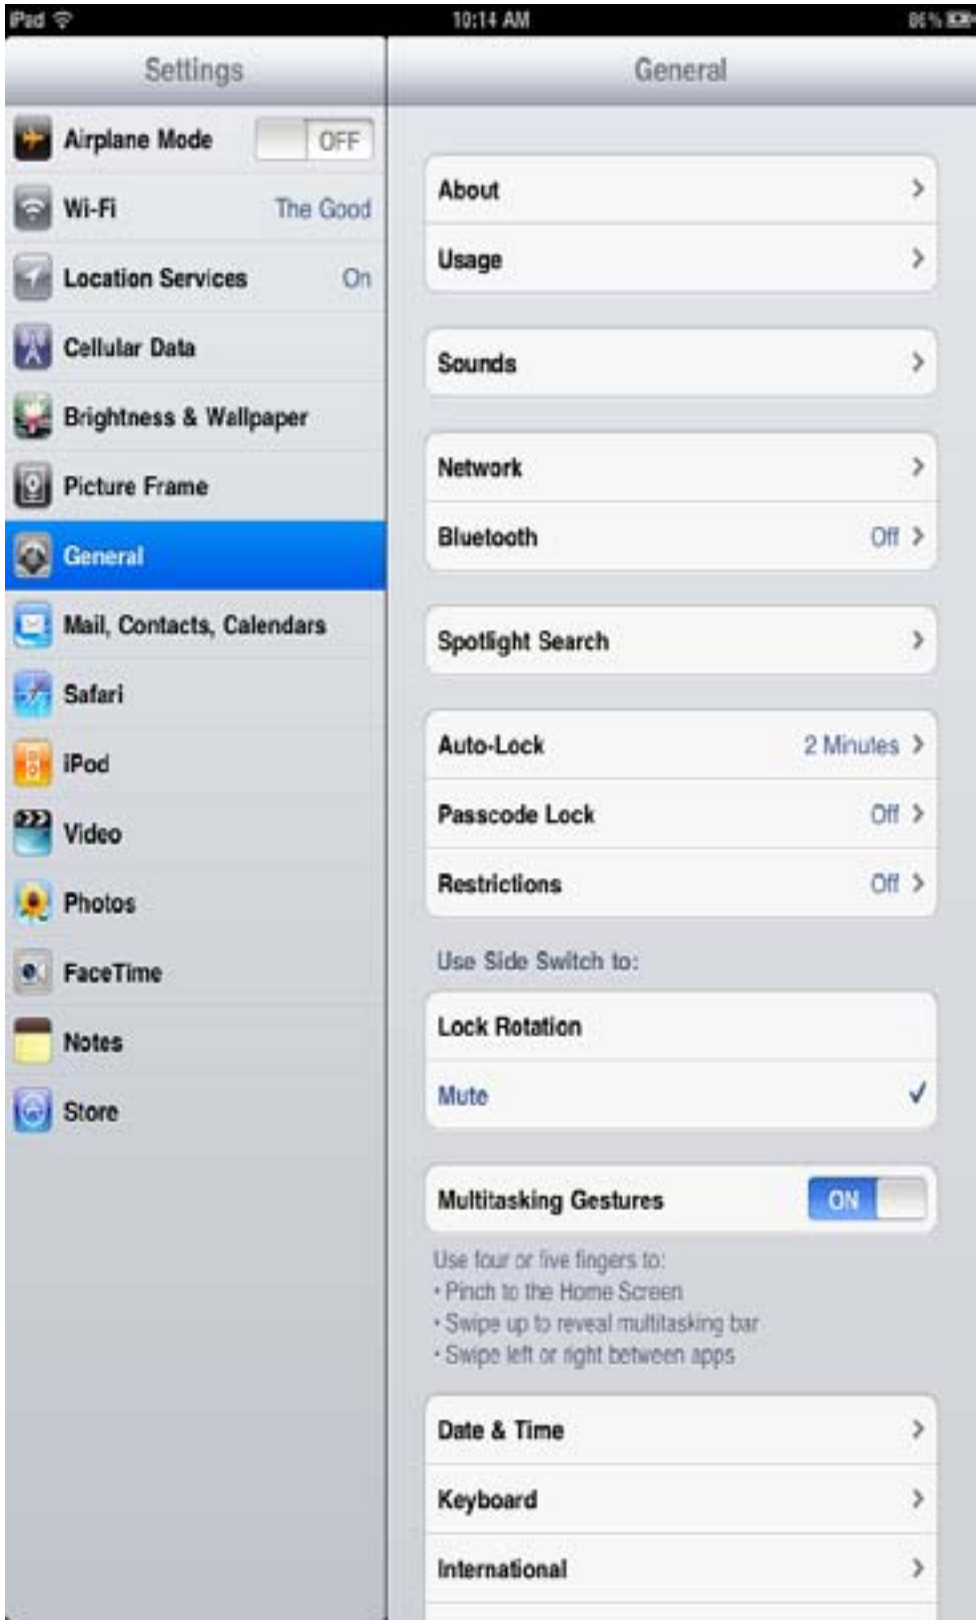 iPad
10:14 AM
86%
Settings
Airplane Mode OFF
Wi-Fi The Good
Location Services On
Cellular Data
Brightness & Wallpaper
Picture Frame
General
Mail, Contacts, Calendars
Safari
iPod
Video
Photos
FaceTime
Notes
Store
General
About
Usage
Sounds
Network
Bluetooth Off
Spotlight Search
Auto-Lock 2 Minutes
Passcode Lock Off
Restrictions Off
Use Side Switch to:
Lock Rotation
Mute
Multitasking Gestures ON
Use four or five fingers to:
• Pinch to the Home Screen
• Swipe up to reveal multitasking bar
• Swipe left or right between apps
Date & Time
Keyboard
International